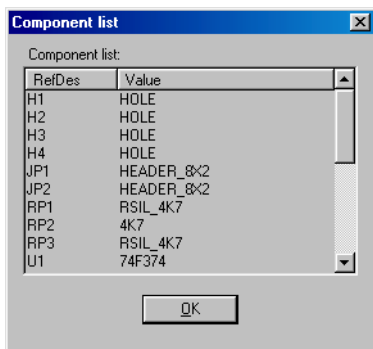 Component list
Component list:
RefDes Value
H1 HOLE
H2 HOLE
H3 HOLE
H4 HOLE
JP1 HEADER_8X2
JP2 HEADER_8X2
RP1 RSIL_4K7
RP2 4K7
RP3 RSIL_4K7
U1 74F374
OK